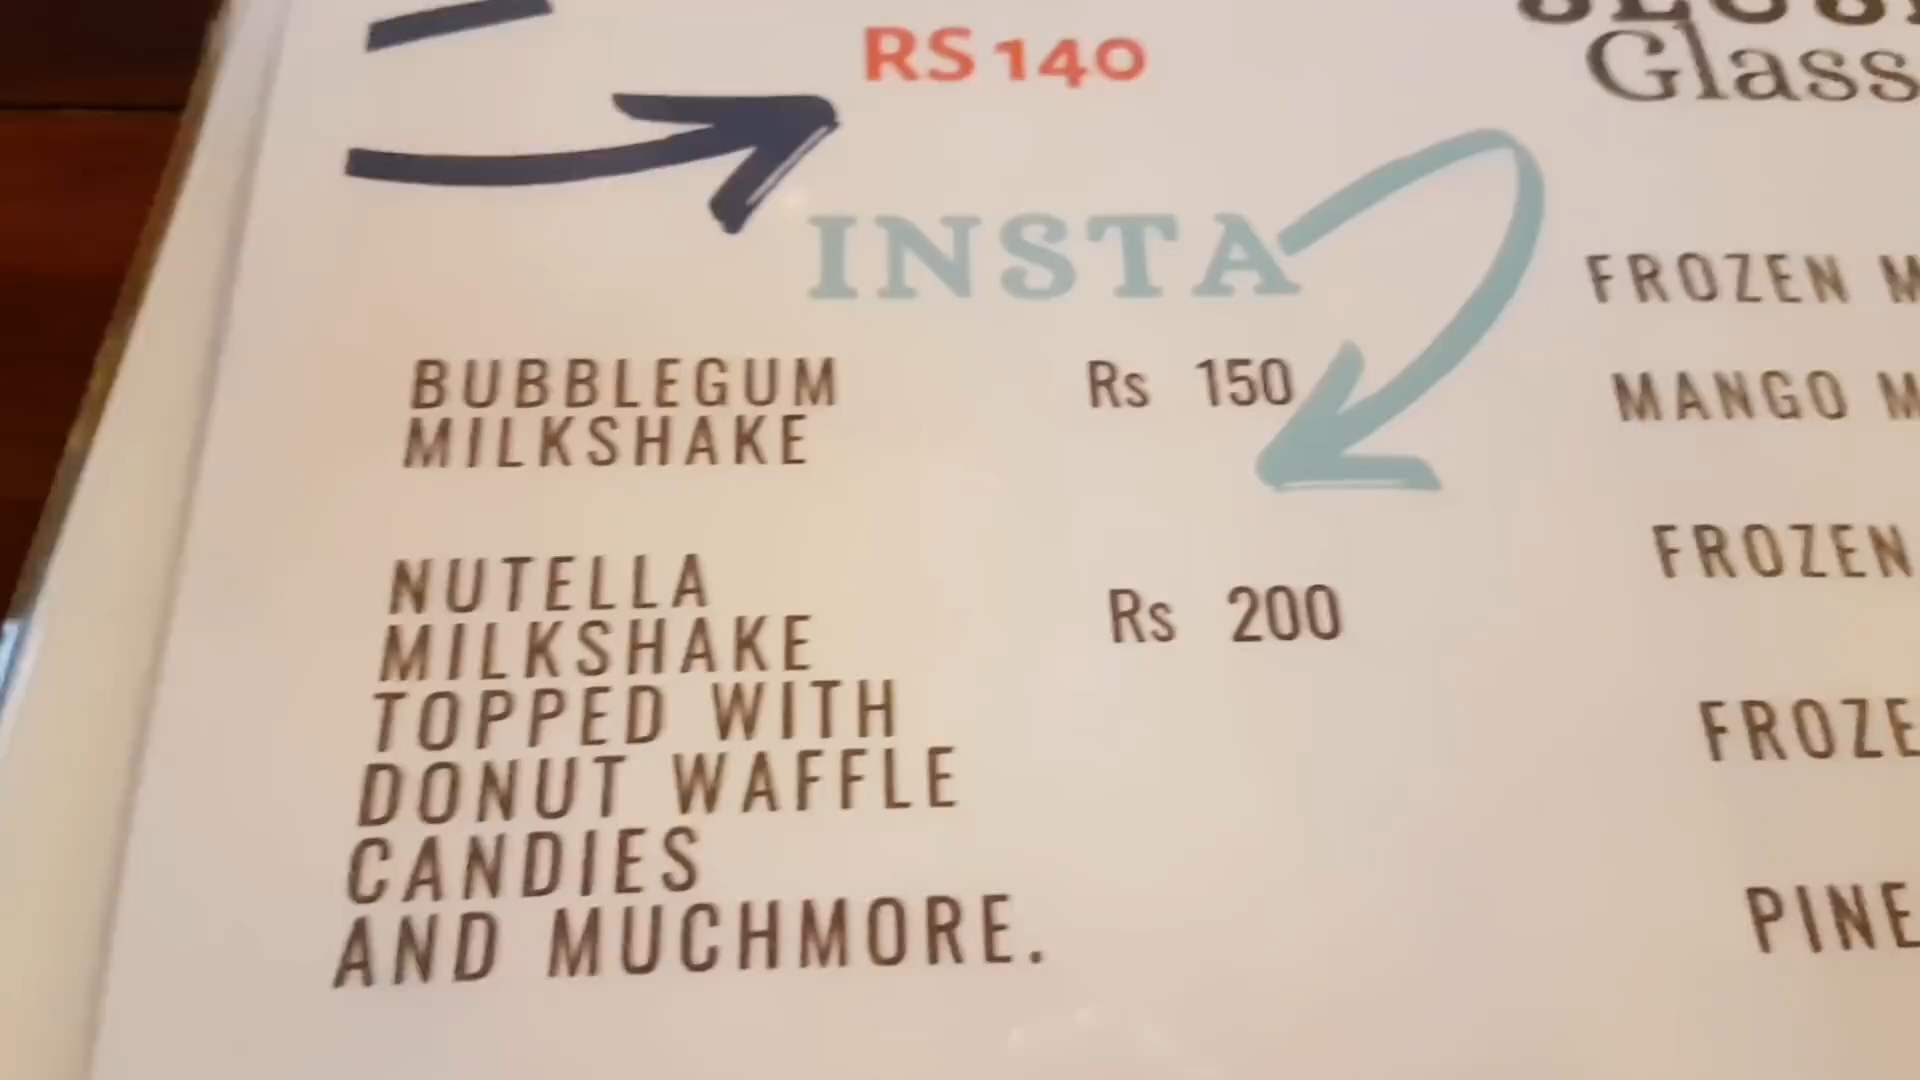 RS 140
Glass
INSTA
BUBBLEGUM Rs 150
MILKSHAKE
NUTELLA
MILKSHAKE Rs 200
TOPPED WITH
DONUT WAFFLE
CANDIES
AND MUCHMORE.
FROZEN M
MANGO M
FROZEN
FROZE
PINE